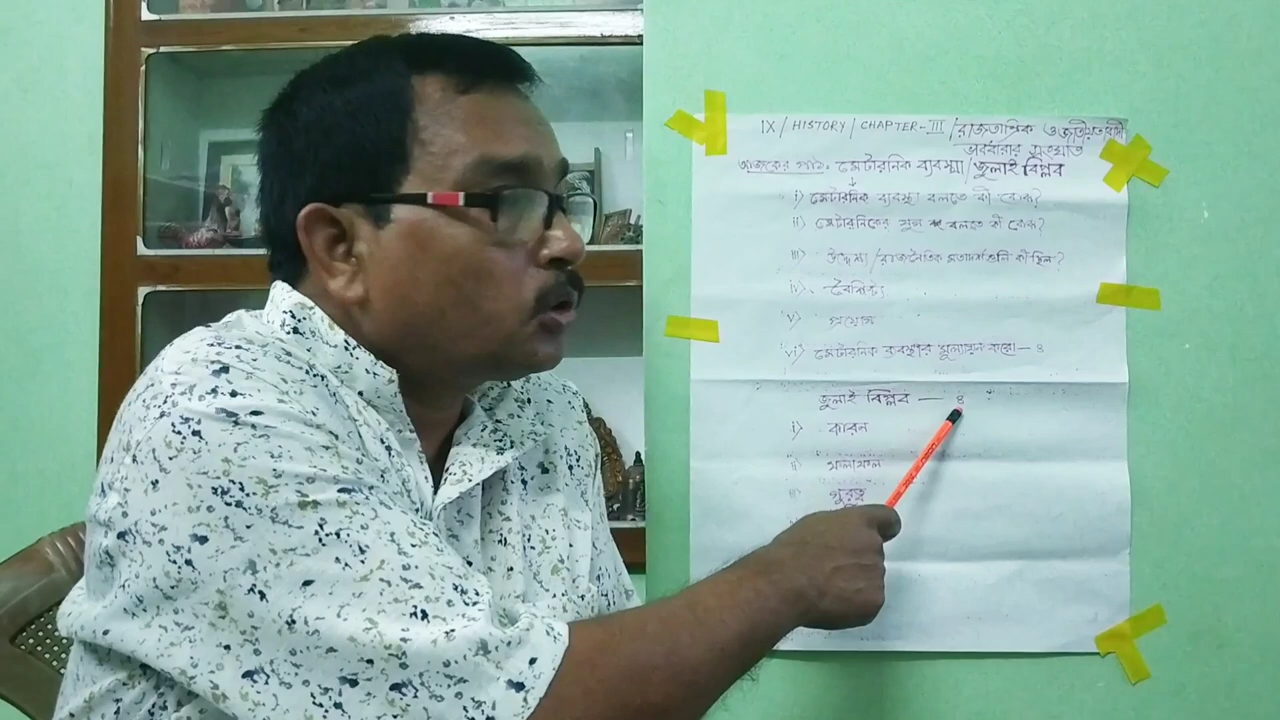 IX / HISTORY / CHAPTER-III / রাজতান্ত্রিক ও জাতীয়তাবাদী
ভাবধারার সংঘাত
আজকের পাঠ: মেটারনিক ব্যবস্থা / জুলাই বিপ্লব
i) মেটারনিক ব্যবস্থা বলতে কী বোঝ?
ii) মেটারনিকের যুগ বলতে কী বোঝ?
iii) উদ্দেশ্য / রাজনৈতিক মতাদর্শগুলি কী ছিল?
iv) বৈশিষ্ট্য
v) প্রয়োগ
vi) মেটারনিক ব্যবস্থার মূল্যায়ন করো — ৪
জুলাই বিপ্লব — ৪
i) কারন
ii) ফলাফল
iii) গুরত্ব